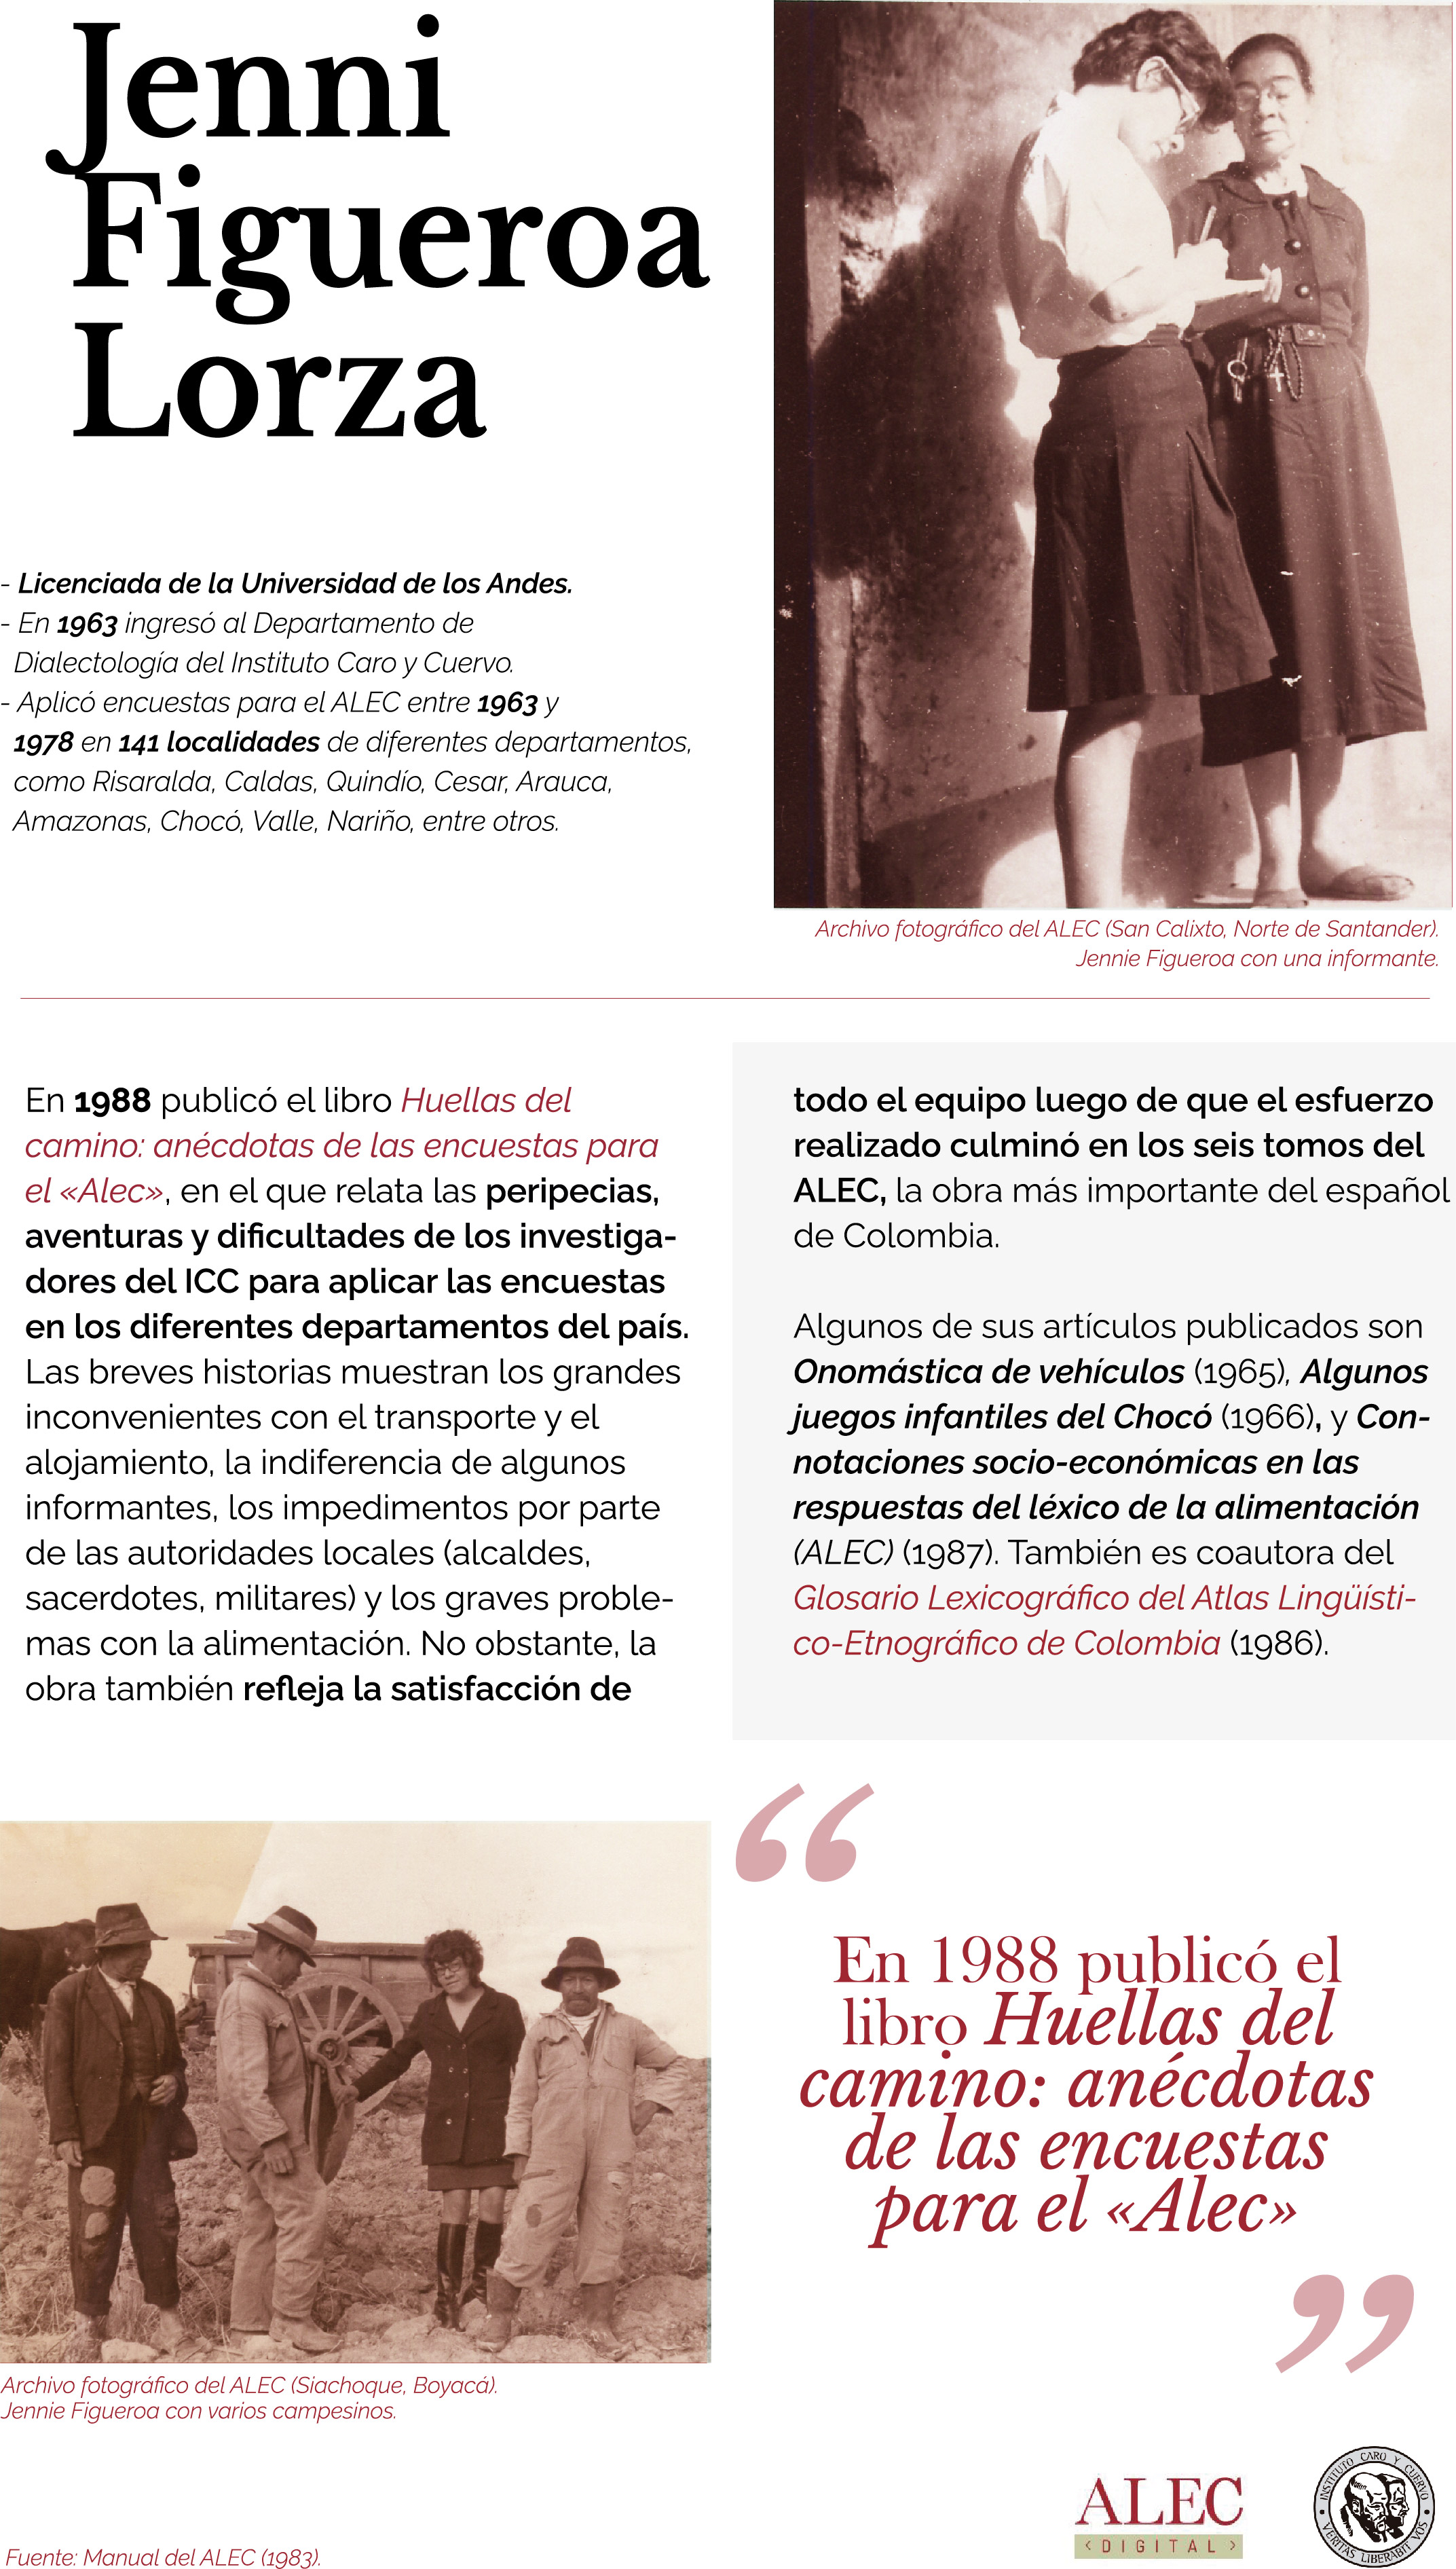 Jenni
Figueroa
Lorza
- Licenciada de la Universidad de los Andes.
- En 1963 ingresó al Departamento de
Dialectología del Instituto Caro y Cuervo.
- Aplicó encuestas para el ALEC entre 1963 y
1978 en 141 localidades de diferentes departamentos,
como Risaralda, Caldas, Quindío, Cesar, Arauca,
Amazonas, Chocó, Valle, Nariño, entre otros.
Archivo fotográfico del ALEC (San Calixto, Norte de Santander).
Jennie Figueroa con una informante.
En 1988 publicó el libro Huellas del
camino: anécdotas de las encuestas para
el «Alec», en el que relata las peripecias,
aventuras y dificultades de los investiga-
dores del ICC para aplicar las encuestas
en los diferentes departamentos del país.
Las breves historias muestran los grandes
inconvenientes con el transporte y el
alojamiento, la indiferencia de algunos
informantes, los impedimentos por parte
de las autoridades locales (alcaldes,
sacerdotes, militares) y los graves proble-
mas con la alimentación. No obstante, la
obra también refleja la satisfacción de
todo el equipo luego de que el esfuerzo
realizado culminó en los seis tomos del
ALEC, la obra más importante del español
de Colombia.
Algunos de sus artículos publicados son
Onomástica de vehículos (1965), Algunos
juegos infantiles del Chocó (1966), y Con-
notaciones socio-económicas en las
respuestas del léxico de la alimentación
(ALEC) (1987). También es coautora del
Glosario Lexicográfico del Atlas Lingüísti-
co-Etnográfico de Colombia (1986).
“
En 1988 publicó el
libro Huellas del
camino: anécdotas
de las encuestas
para el «Alec»
”
Archivo fotográfico del ALEC (Siachoque, Boyacá).
Jennie Figueroa con varios campesinos.
ALEC
< DIGITAL >
INSTITUTO CARO Y CUERVO
VERITAS LIBERABIT VOS
Fuente: Manual del ALEC (1983).